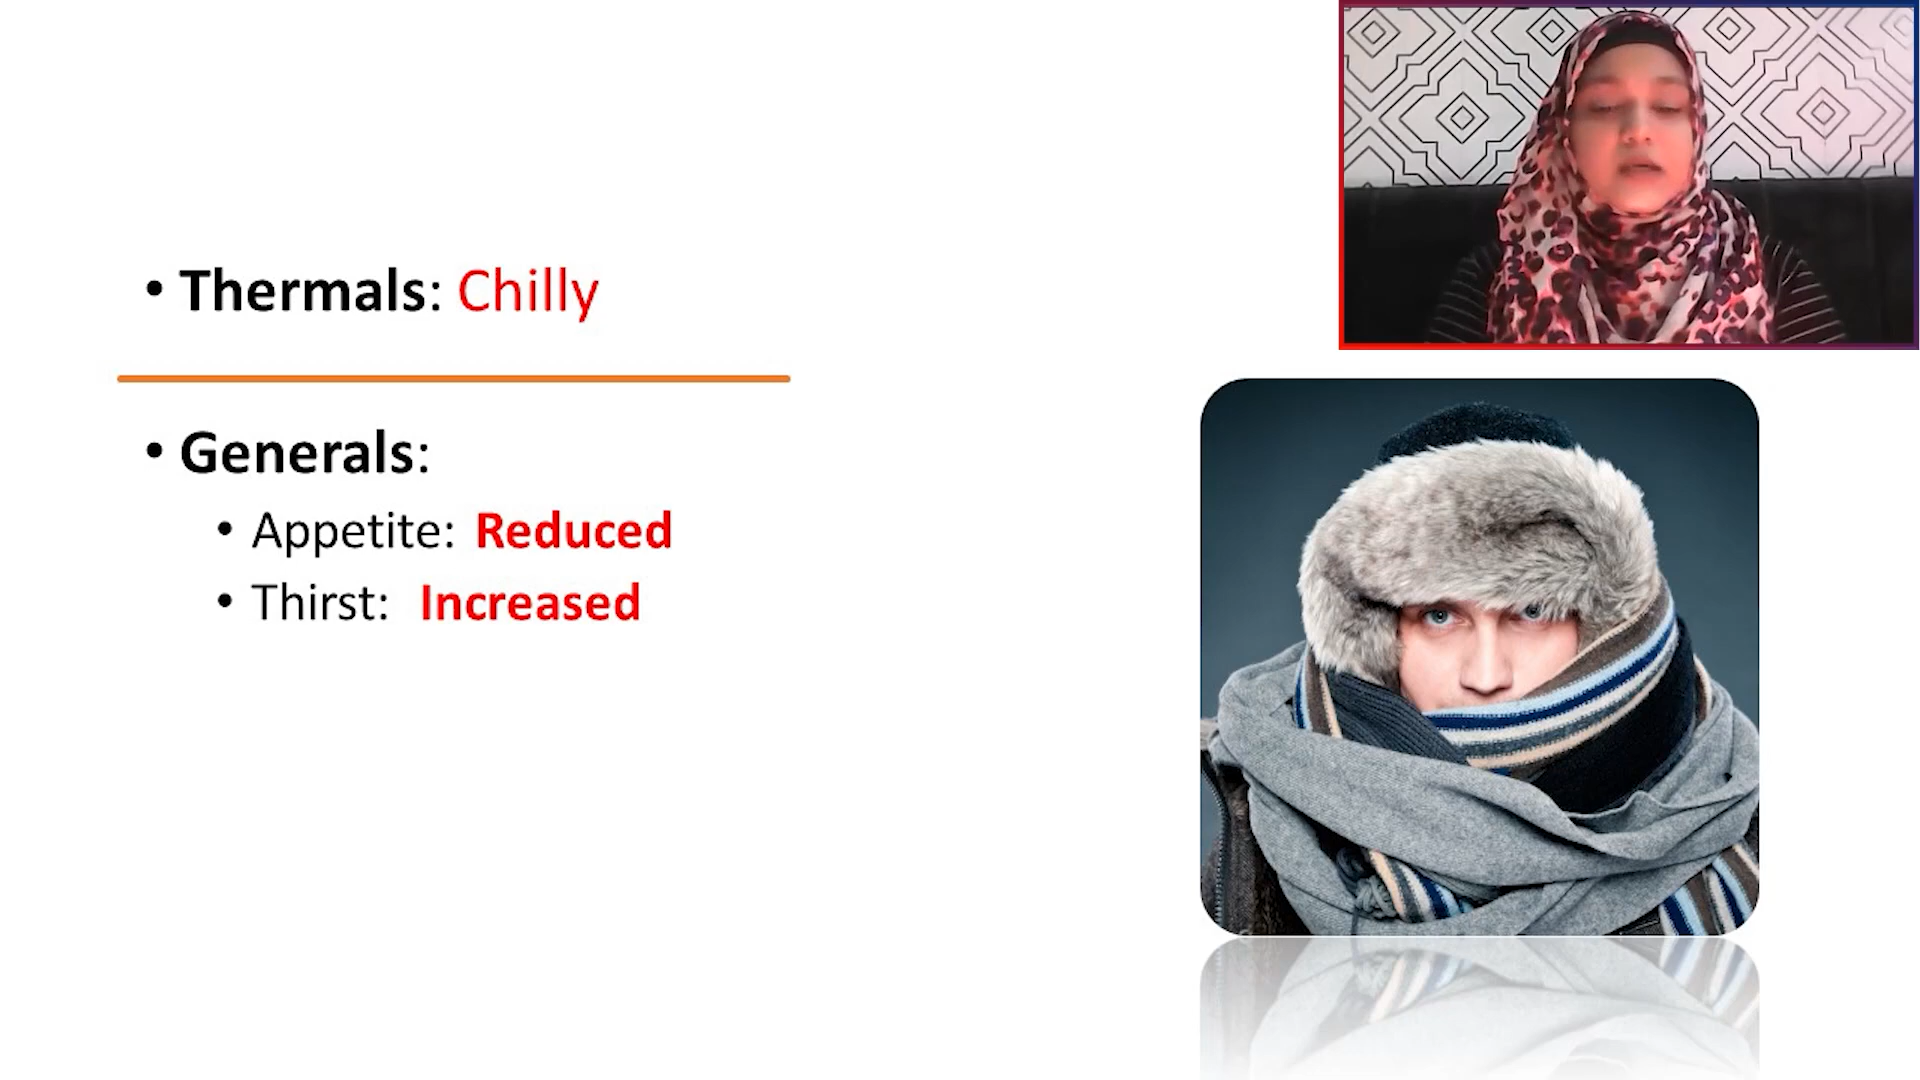 • Thermals: Chilly
• Generals:
• Appetite: Reduced
• Thirst: Increased